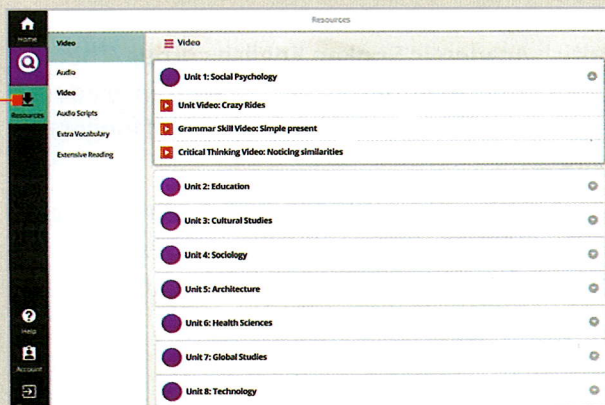 Resources
Home
Q
Resources
Help
Account
Video
Audio
Video
Audio Scripts
Extra Vocabulary
Extensive Reading
Video
Unit 1: Social Psychology
Unit Video: Crazy Rides
Grammar Skill Video: Simple present
Critical Thinking Video: Noticing similarities
Unit 2: Education
Unit 3: Cultural Studies
Unit 4: Sociology
Unit 5: Architecture
Unit 6: Health Sciences
Unit 7: Global Studies
Unit 8: Technology